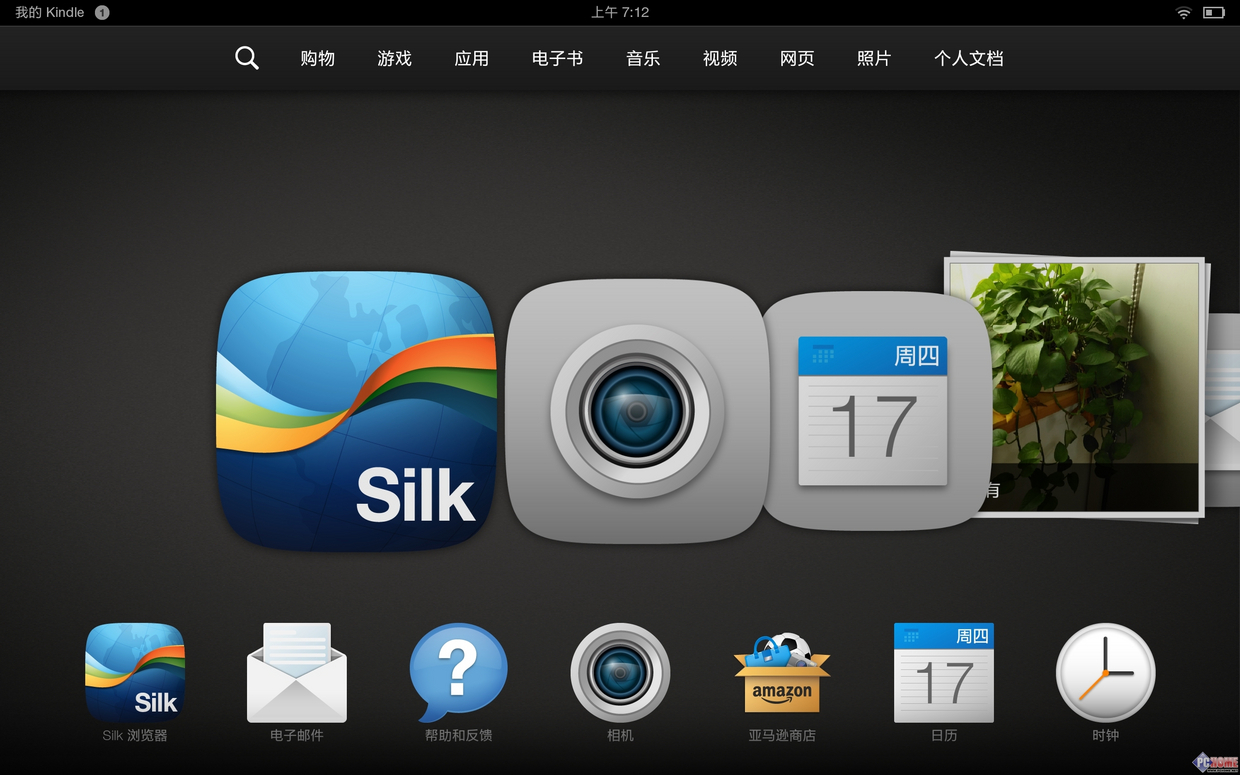 我的 Kindle 1 上午 7:12
购物 游戏 应用 电子书 音乐 视频 网页 照片 个人文档
周四
17
Silk
有
?
amazon
周四
17
Silk
Silk 浏览器 电子邮件 帮助和反馈 相机 亚马逊商店 日历 时钟
PCHOME